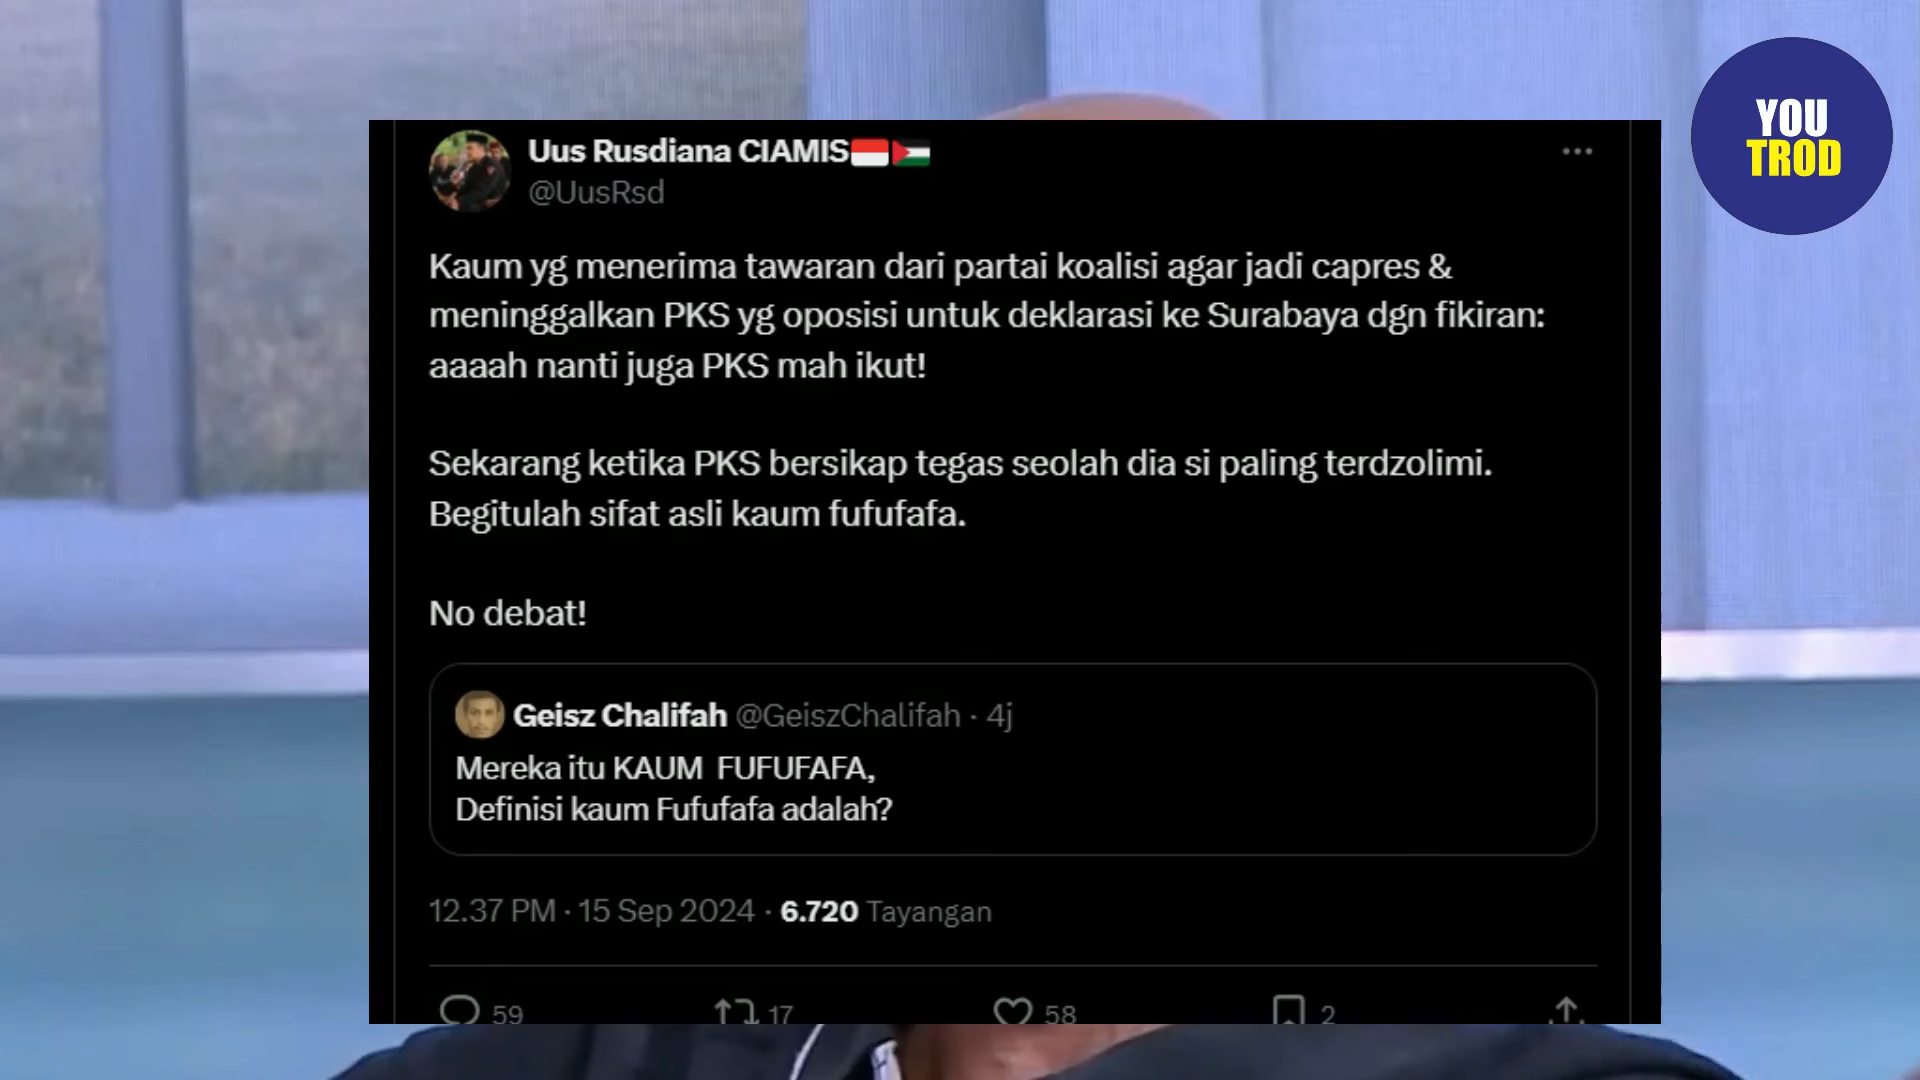 YOU
TROD
Uus Rusdiana CIAMIS
@UusRsd
Kaum yg menerima tawaran dari partai koalisi agar jadi capres &
meninggalkan PKS yg oposisi untuk deklarasi ke Surabaya dgn fikiran:
aaaah nanti juga PKS mah ikut!
Sekarang ketika PKS bersikap tegas seolah dia si paling terdzolimi.
Begitulah sifat asli kaum fufufafa.
No debat!
Geisz Chalifah @GeiszChalifah · 4j
Mereka itu KAUM FUFUFAFA,
Definisi kaum Fufufafa adalah?
12.37 PM · 15 Sep 2024 · 6.720 Tayangan
59 17 58 2